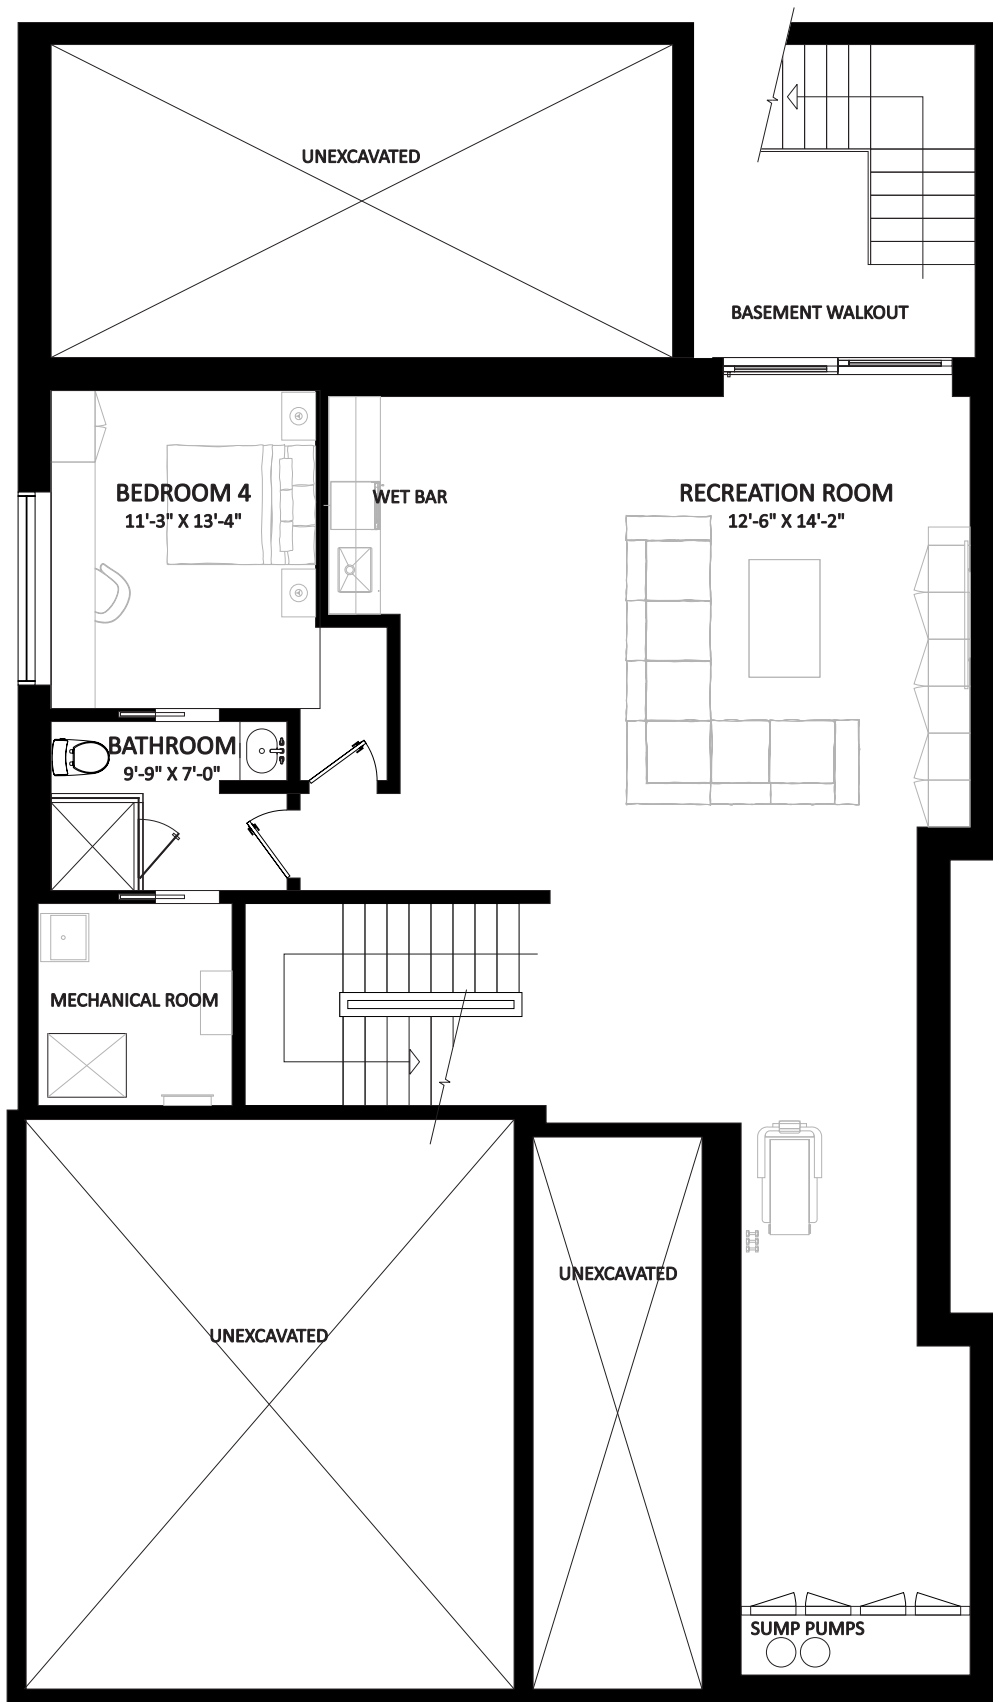 UNEXCAVATED
BASEMENT WALKOUT
BEDROOM 4
11'-3" X 13'-4"
WET BAR
RECREATION ROOM
12'-6" X 14'-2"
BATHROOM
9'-9" X 7'-0"
MECHANICAL ROOM
UNEXCAVATED
UNEXCAVATED
SUMP PUMPS